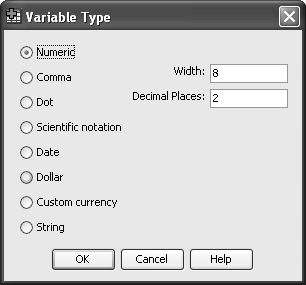 Variable Type
Numeric
Comma
Width: 8
Dot
Decimal Places: 2
Scientific notation
Date
Dollar
Custom currency
String
OK Cancel Help